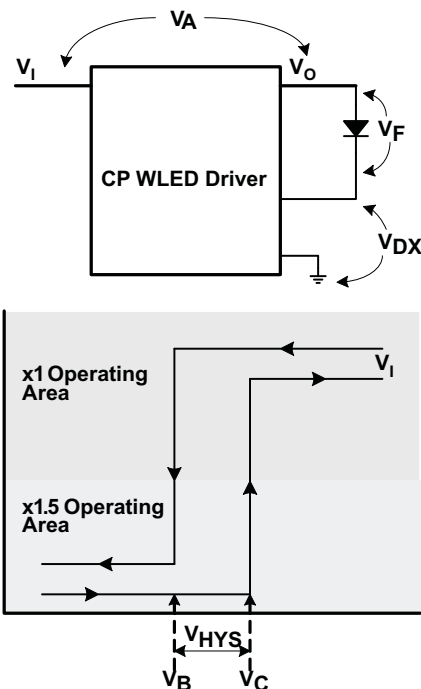 VA
VI
VO
VF
CP WLED Driver
VDX
x1 Operating
Area
VI
x1.5 Operating
Area
VHYS
VB
VC